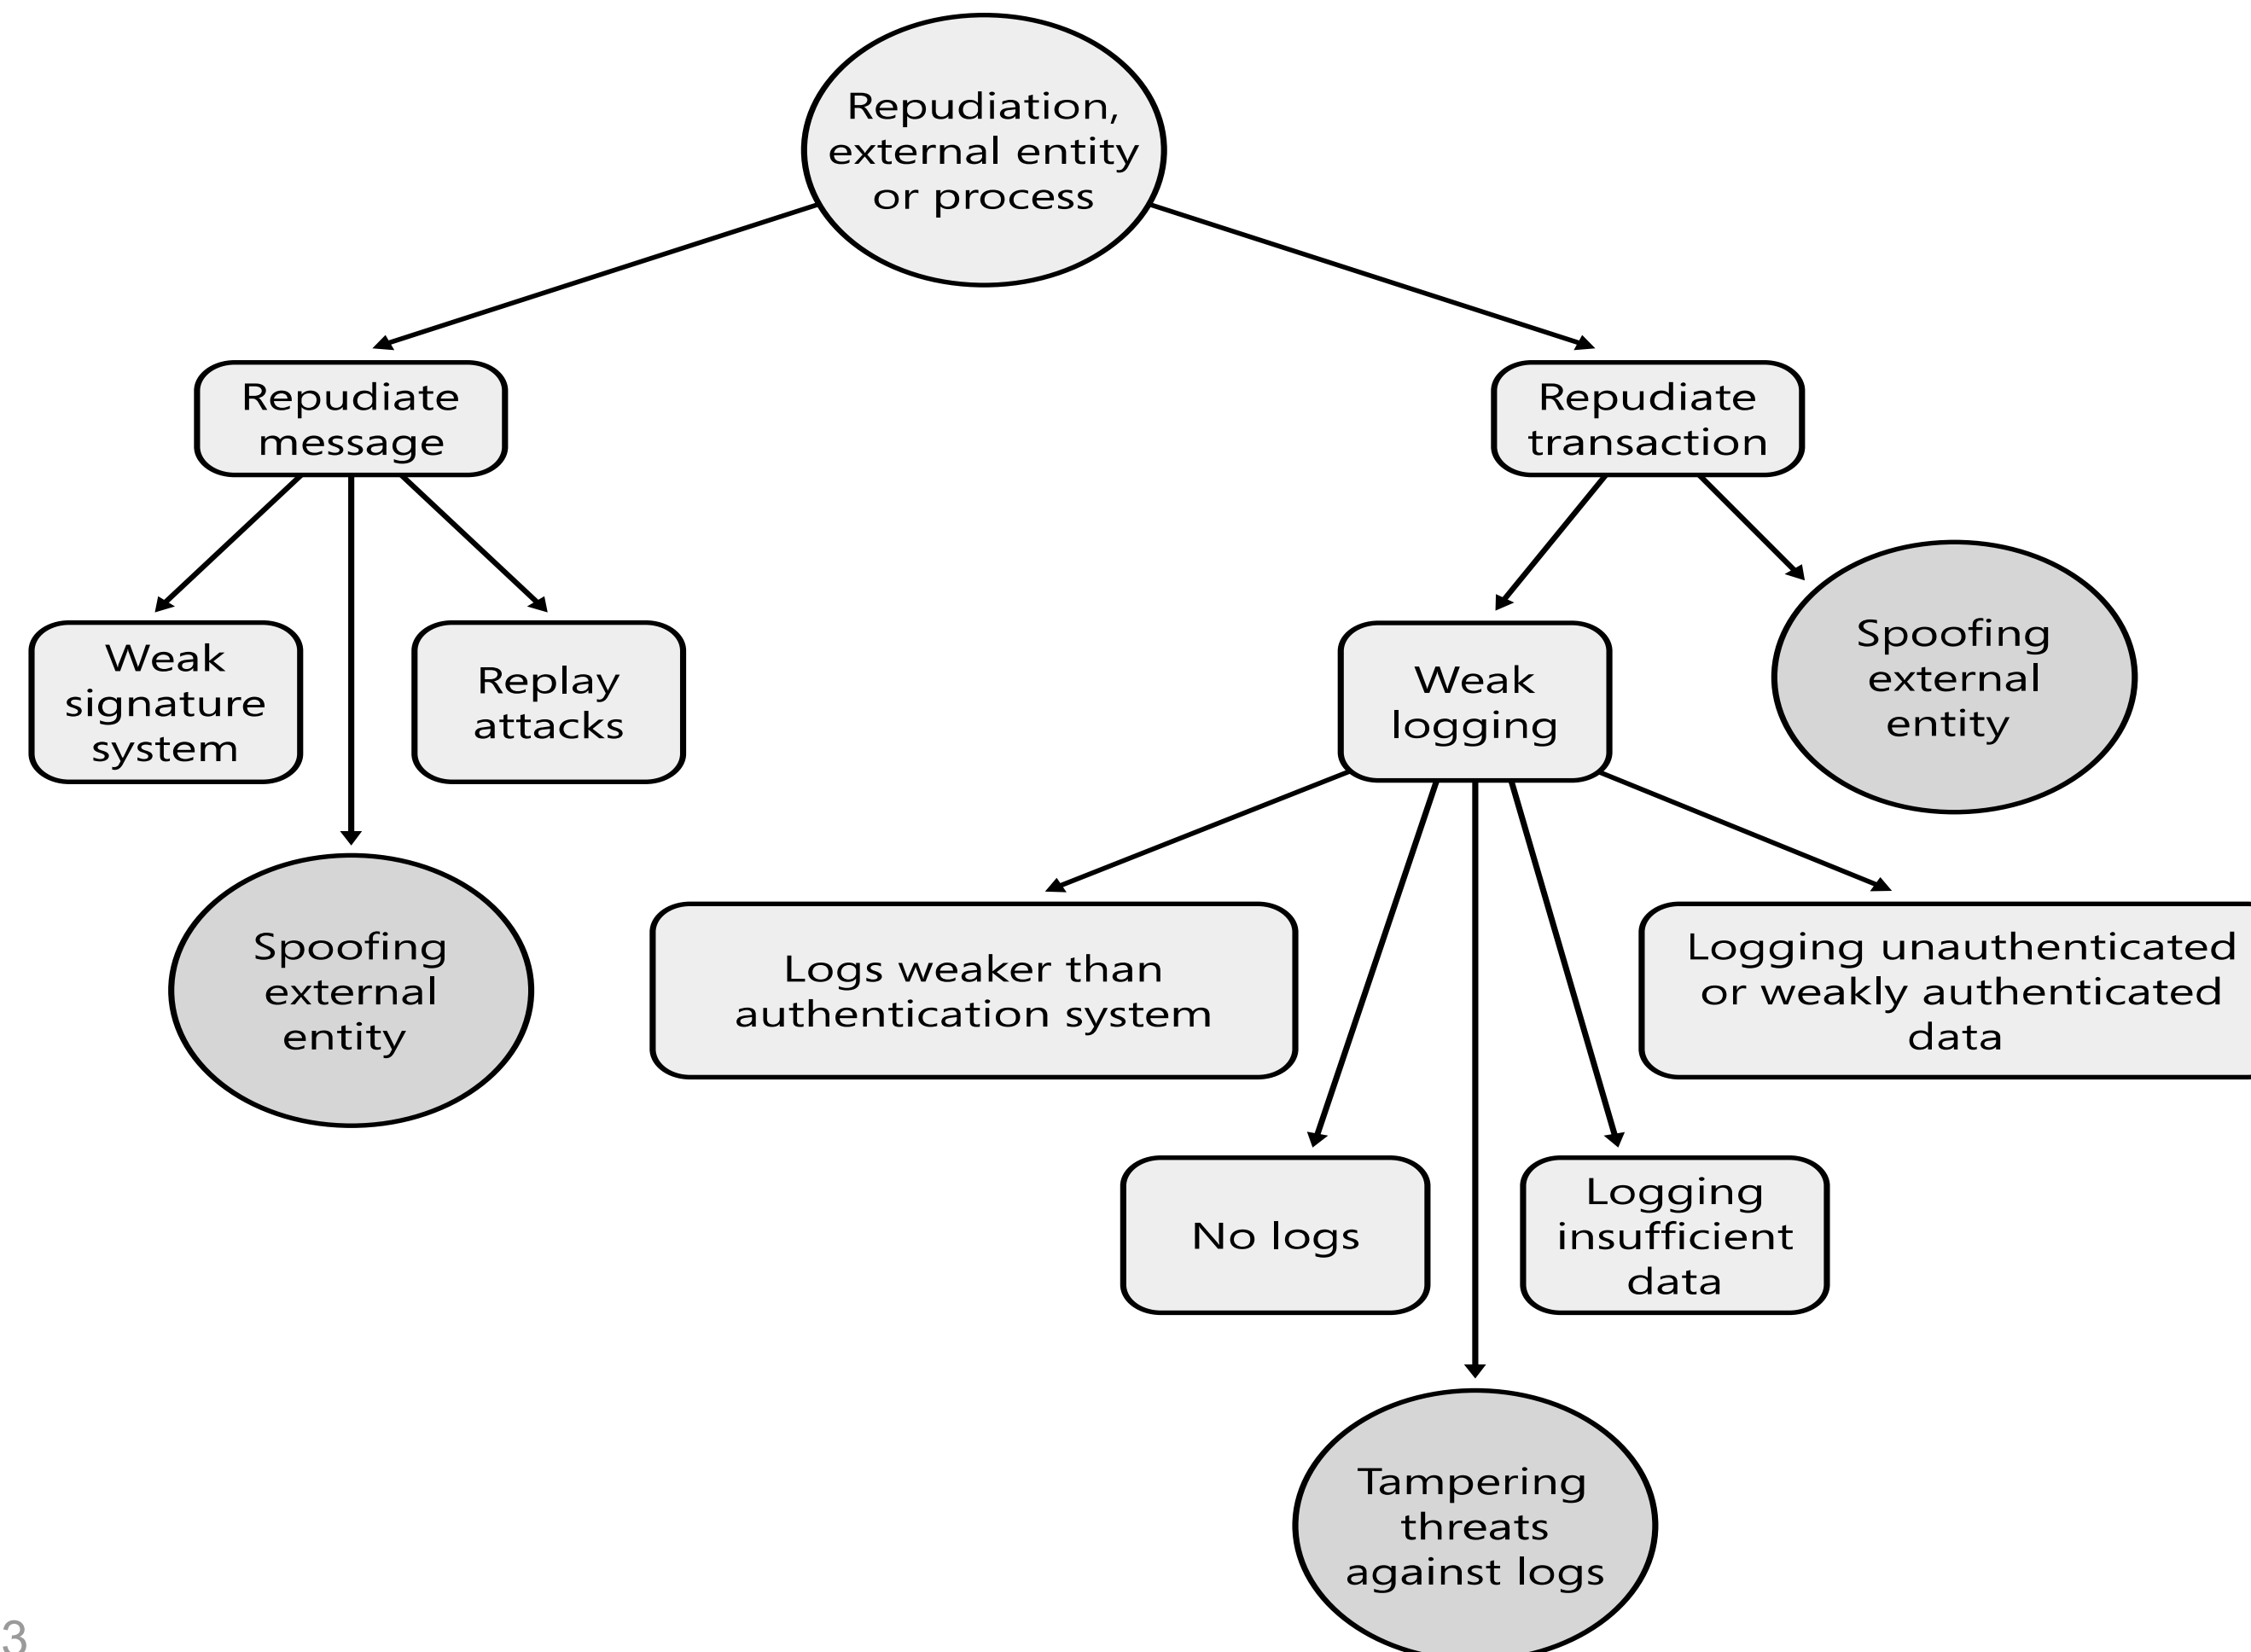 Repudiation,
external entity
or process
Repudiate
message
Repudiate
transaction
Weak
signature
system
Replay
attacks
Weak
logging
Spoofing
external
entity
Spoofing
external
entity
Logs weaker than
authentication system
Logging unauthenticated
or weakly authenticated
data
No logs
Logging
insufficient
data
Tampering
threats
against logs
3